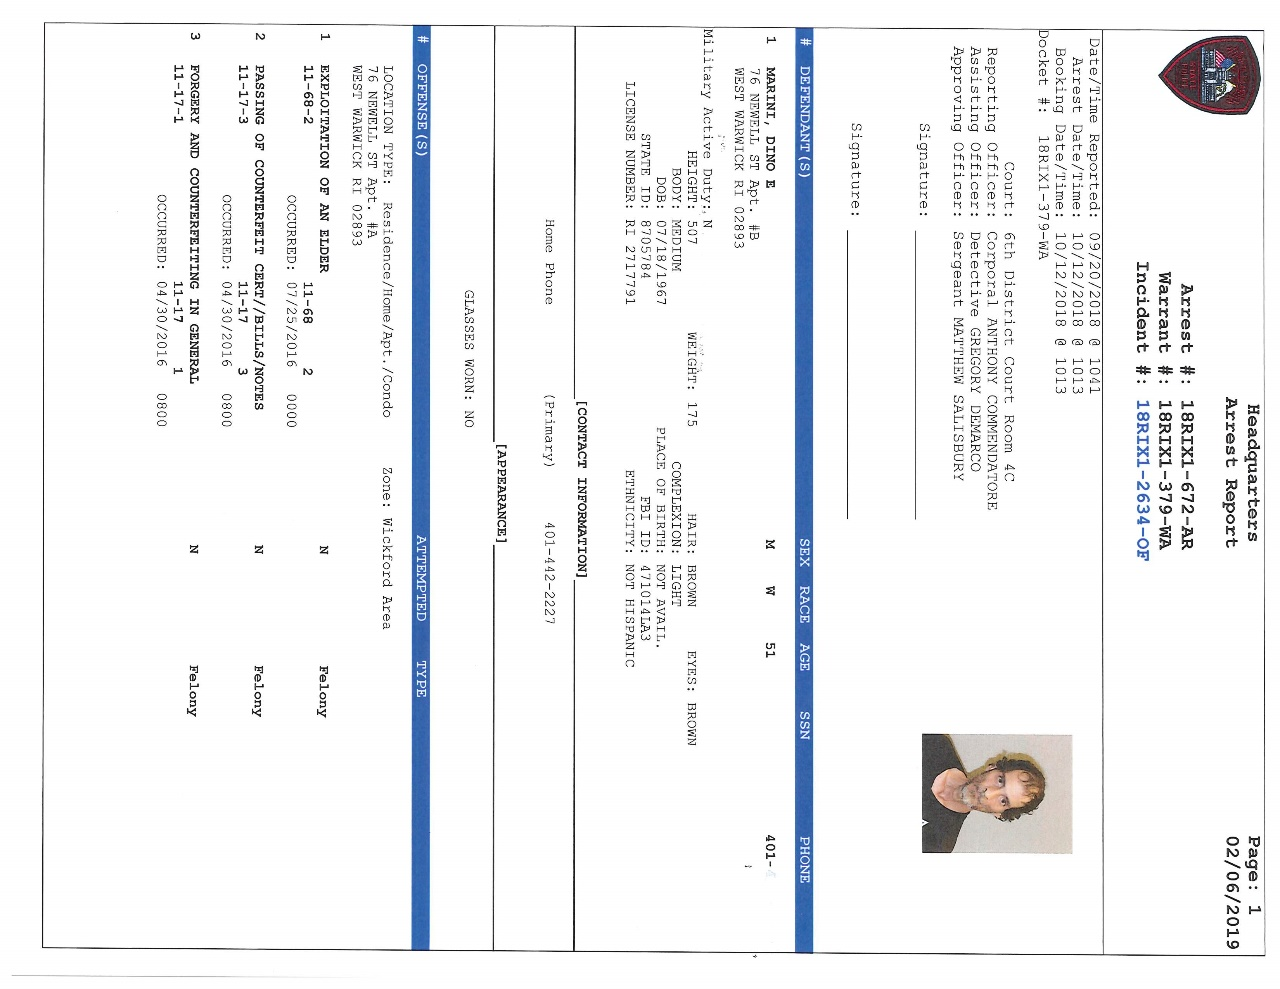 Headquarters
Arrest Report
Page: 1
02/06/2019
Arrest #: 18RIX1-672-AR
Warrant #: 18RIX1-379-WA
Incident #: 18RIX1-2634-OF
Date/Time Reported: 09/20/2018 @ 1041
Arrest Date/Time: 10/12/2018 @ 1013
Booking Date/Time: 10/12/2018 @ 1013
Docket #: 18RIX1-379-WA
Court: 6th District Court Room 4C
Reporting Officer: Corporal ANTHONY COMMENDATORE
Assisting Officer: Detective GREGORY DEMARCO
Approving Officer: Sergeant MATTHEW SALISBURY
Signature:
Signature:
# DEFENDANT(S) SEX RACE AGE SSN PHONE
1 MARINI, DINO E M W 51 401-
76 NEWELL ST Apt. #B
WEST WARWICK RI 02893
Military Active Duty: N
HEIGHT: 507 WEIGHT: 175 HAIR: BROWN EYES: BROWN
BODY: MEDIUM COMPLEXION: LIGHT
DOB: 07/18/1967 PLACE OF BIRTH: NOT AVAIL.
STATE ID: 8705784 FBI ID: 471014LA3
LICENSE NUMBER: RI 2717791 ETHNICITY: NOT HISPANIC
[CONTACT INFORMATION]
Home Phone (Primary) 401-442-2227
[APPEARANCE]
GLASSES WORN: NO
# OFFENSE(S) ATTEMPTED TYPE
LOCATION TYPE: Residence/Home/Apt./Condo Zone: Wickford Area
76 NEWELL ST Apt. #A
WEST WARWICK RI 02893
1 EXPLOITATION OF AN ELDER N Felony
11-68-2 11-68 2
OCCURRED: 07/25/2016 0000
2 PASSING OF COUNTERFEIT CERT//BILLS/NOTES N Felony
11-17-3 11-17 3
OCCURRED: 04/30/2016 0800
3 FORGERY AND COUNTERFEITING IN GENERAL N Felony
11-17-1 11-17 1
OCCURRED: 04/30/2016 0800